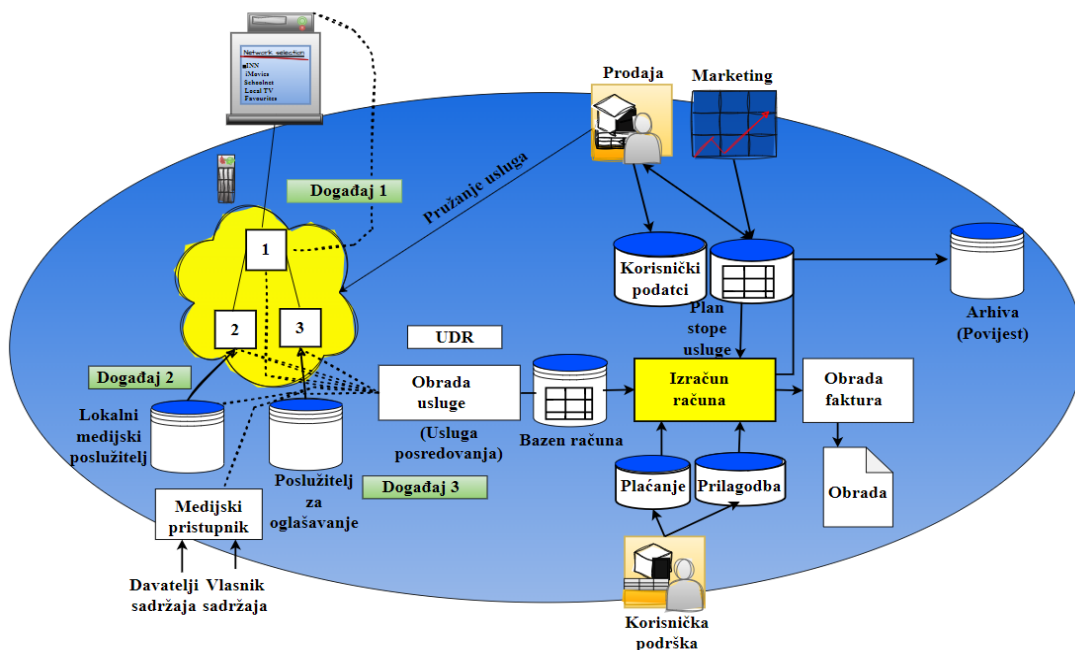 Network selection
INN
iMovies
Schoolnet
Local TV
Favourites
Prodaja
Marketing
Događaj 1
Pružanje usluga
1
2
3
Korisnički
podatci
Plan
stope
usluge
Arhiva
(Povijest)
UDR
Događaj 2
Obrada
usluge
(Usluga
posredovanja)
Bazen računa
Izračun
računa
Obrada
faktura
Lokalni
medijski
poslužitelj
Poslužitelj
za
oglašavanje
Događaj 3
Plaćanje
Prilagodba
Obrada
Medijski
pristupnik
Davatelji
sadržaja
Vlasnik
sadržaja
Korisnička
podrška